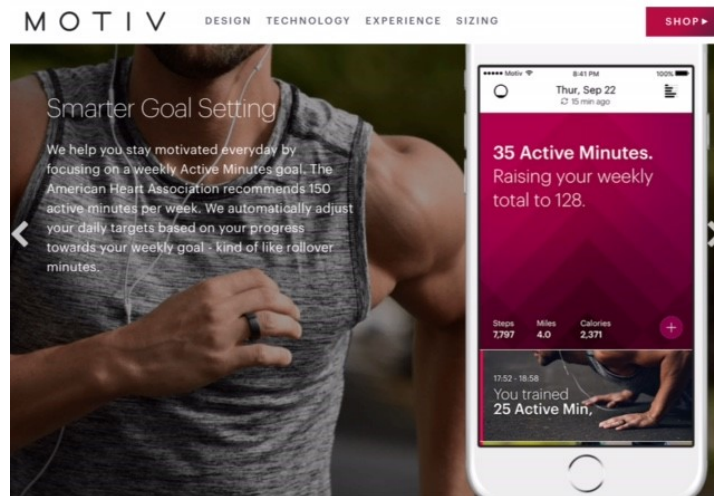 MOTIV
DESIGN TECHNOLOGY EXPERIENCE SIZING
SHOP
Smarter Goal Setting
We help you stay motivated everyday by
focusing on a weekly Active Minutes goal. The
American Heart Association recommends 150
active minutes per week. We automatically adjust
your daily targets based on your progress
towards your weekly goal - kind of like rollover
minutes.
Motiv 8:41 PM 100%
Thur, Sep 22
15 min ago
35 Active Minutes.
Raising your weekly
total to 128.
Steps Miles Calories
7,797 4.0 2,371
+
17:52 - 18:58
You trained
25 Active Min,